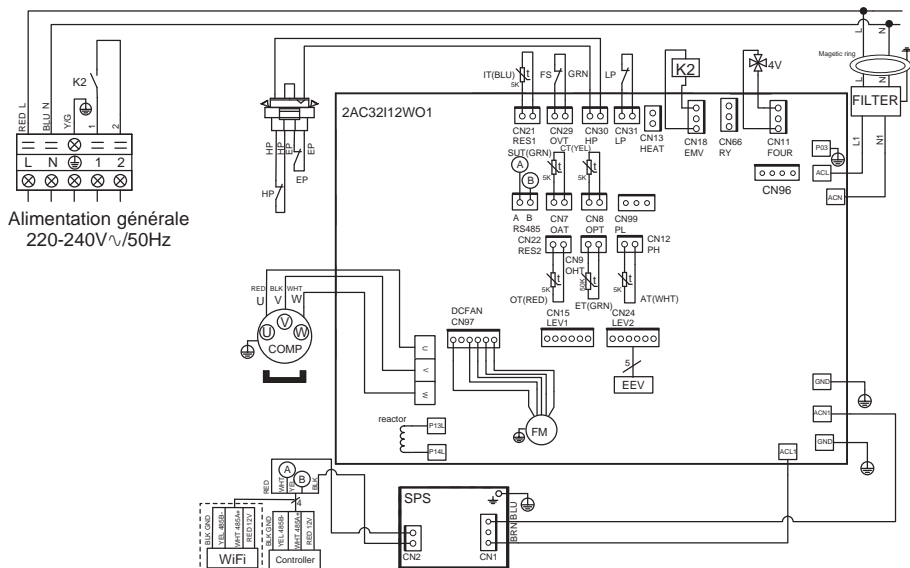 RED L
BLU N
Y/G
K2
1
2
L
N
1
2
Alimentation générale
220-240V∿/50Hz
HP
HP
EP
EP
HP
EP
2AC32I12WO1
IT(BLU)
5K
t
FS
GRN
LP
K2
4V
CN21
RES1
CN29
OVT
CN30
HP
CN31
LP
CN13
HEAT
CN18
EMV
CN66
RY
CN11
FOUR
L
N
Magetic ring
L
N
FILTER
L1
N1
P03
ACL
ACN
CN96
SUT(GRN)
A
B
5K
t
CT(YEL)
5K
t
A B
RS485
CN7
OAT
CN8
OPT
CN99
PL
CN22
RES2
CN9
OHT
CN12
PH
5K
t
50K
t
5K
t
OT(RED)
ET(GRN)
AT(WHT)
CN15
LEV1
CN24
LEV2
5
EEV
RED
BLK
WHT
U
V
W
U
V
W
COMP
DCFAN
CN97
U
V
W
FM
reactor
P13L
P14L
GND
ACN1
GND
ACL1
RED
WHT
A
YEL
B
BLK
4
BLK GND
YEL 485B-
WHT 485A+
RED 12V
WiFi
BLK GND
YEL 485B-
WHT 485A+
RED 12V
Controller
SPS
CN2
CN1
BRN
BLU